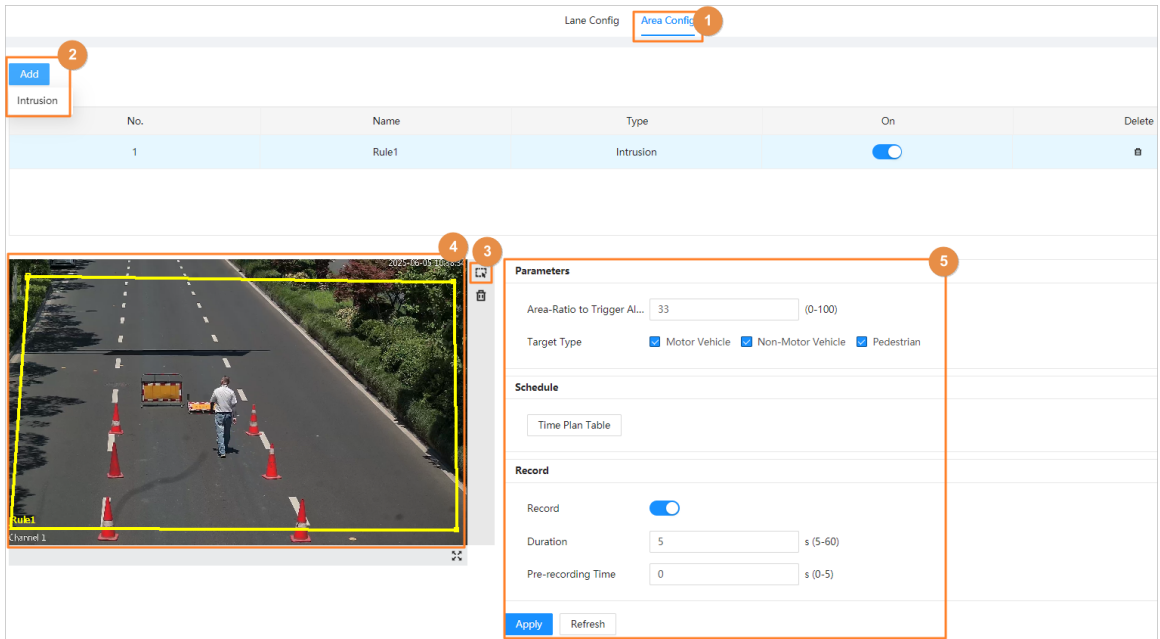 Lane Config Area Config 1
2
Add
Intrusion
No. Name Type On Delete
1 Rule1 Intrusion
4 3 5
Parameters
Area-Ratio to Trigger Al... 33 (0-100)
Target Type Motor Vehicle Non-Motor Vehicle Pedestrian
Schedule
Time Plan Table
Record
Record
Rule1
Channel 1
Duration 5 s (5-60)
Pre-recording Time 0 s (0-5)
Apply Refresh